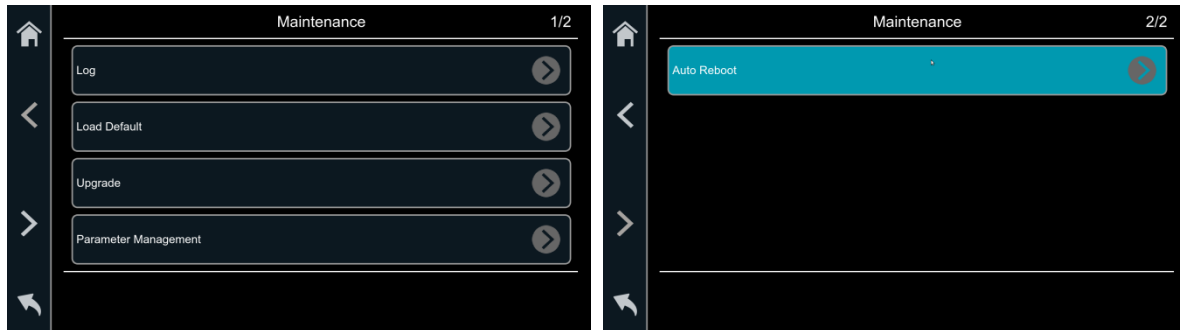 Maintenance 1/2
Log
Load Default
Upgrade
Parameter Management
Maintenance 2/2
Auto Reboot